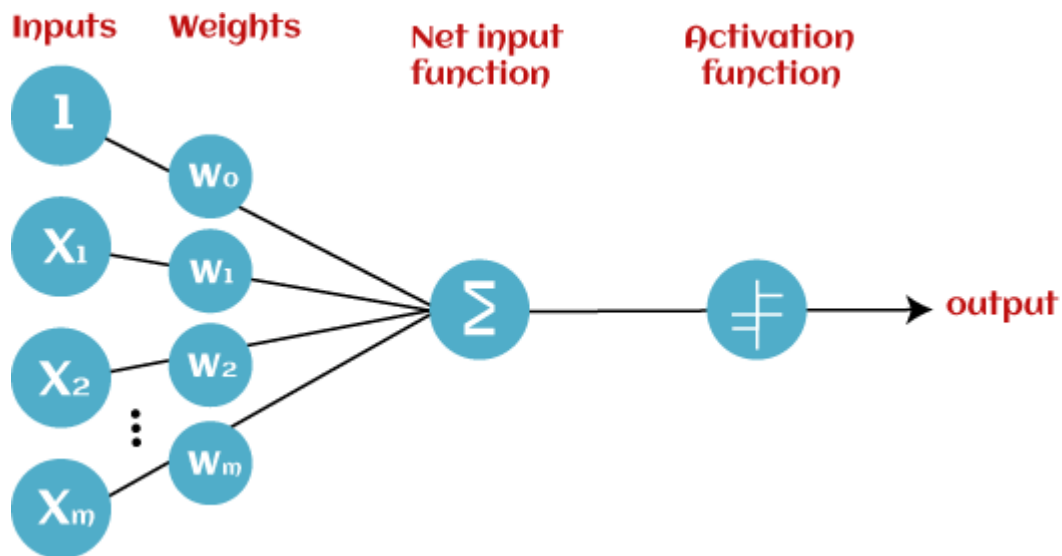 Inputs
Weights
Net input
function
Activation
function
1
W0
X1
W1
Σ
output
X2
W2
Xm
Wm